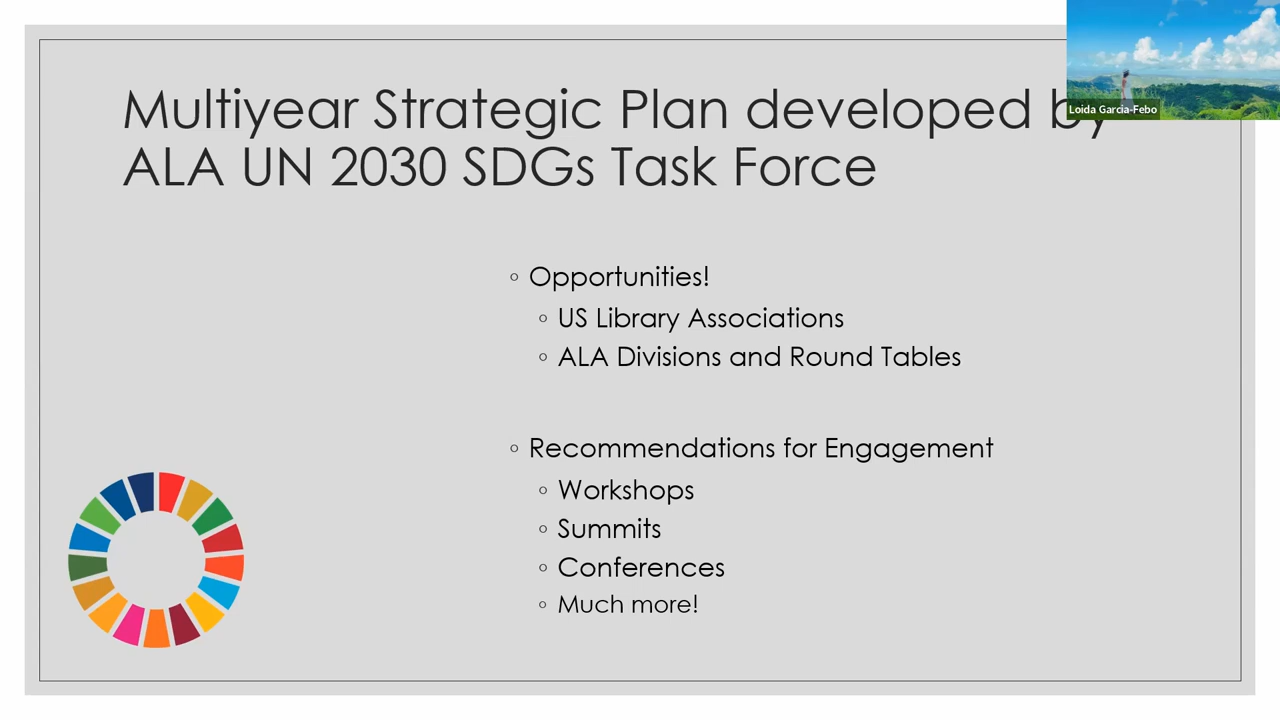 Multiyear Strategic Plan developed by
ALA UN 2030 SDGs Task Force
Loida Garcia-Febo
◦ Opportunities!
◦ US Library Associations
◦ ALA Divisions and Round Tables
◦ Recommendations for Engagement
◦ Workshops
◦ Summits
◦ Conferences
◦ Much more!